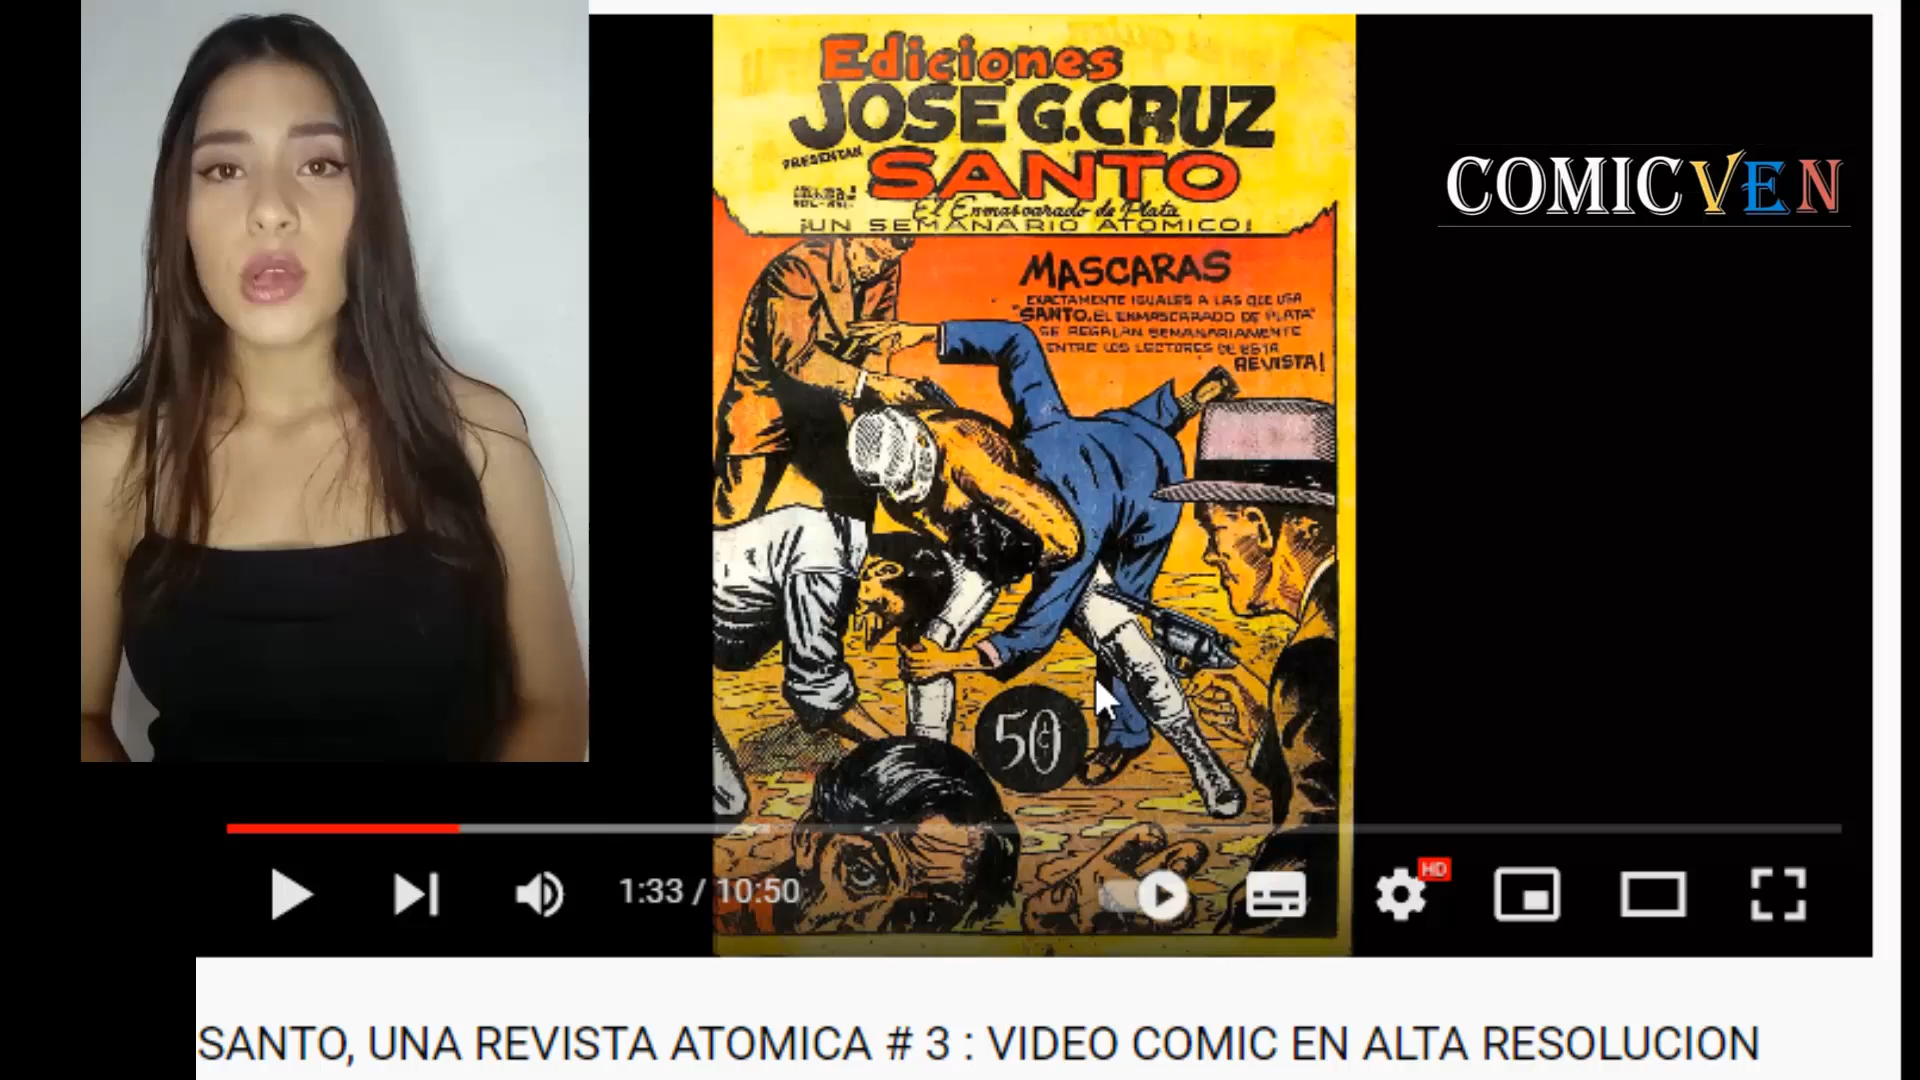 Ediciones
JOSE G. CRUZ
PRESENTAN
SANTO
El Enmascarado de Plata
¡UN SEMANARIO ATOMICO!
MASCARAS
EXACTAMENTE IGUALES A LAS QUE USA
"SANTO, EL ENMASCARADO DE PLATA"
SE REGALAN SEMANARIAMENTE
ENTRE LOS LECTORES DE ESTA
REVISTA!
50¢
COMICVEN
1:33 / 10:50
HD
SANTO, UNA REVISTA ATOMICA # 3 : VIDEO COMIC EN ALTA RESOLUCION